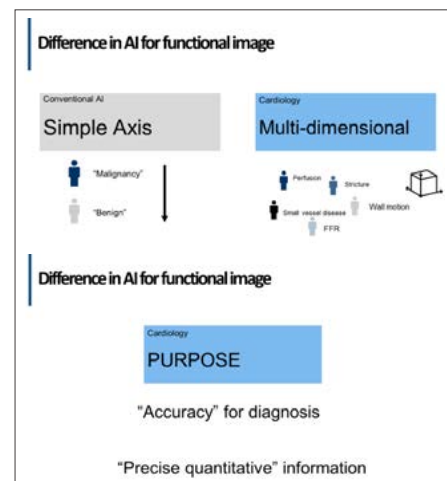 Difference in AI for functional image
Conventional AI
Simple Axis
Cardiology
Multi-dimensional
"Malignancy"
"Benign"
Perfusion
Stricture
Small vessel disease
Wall motion
FFR
Difference in AI for functional image
Cardiology
PURPOSE
"Accuracy" for diagnosis
"Precise quantitative" information